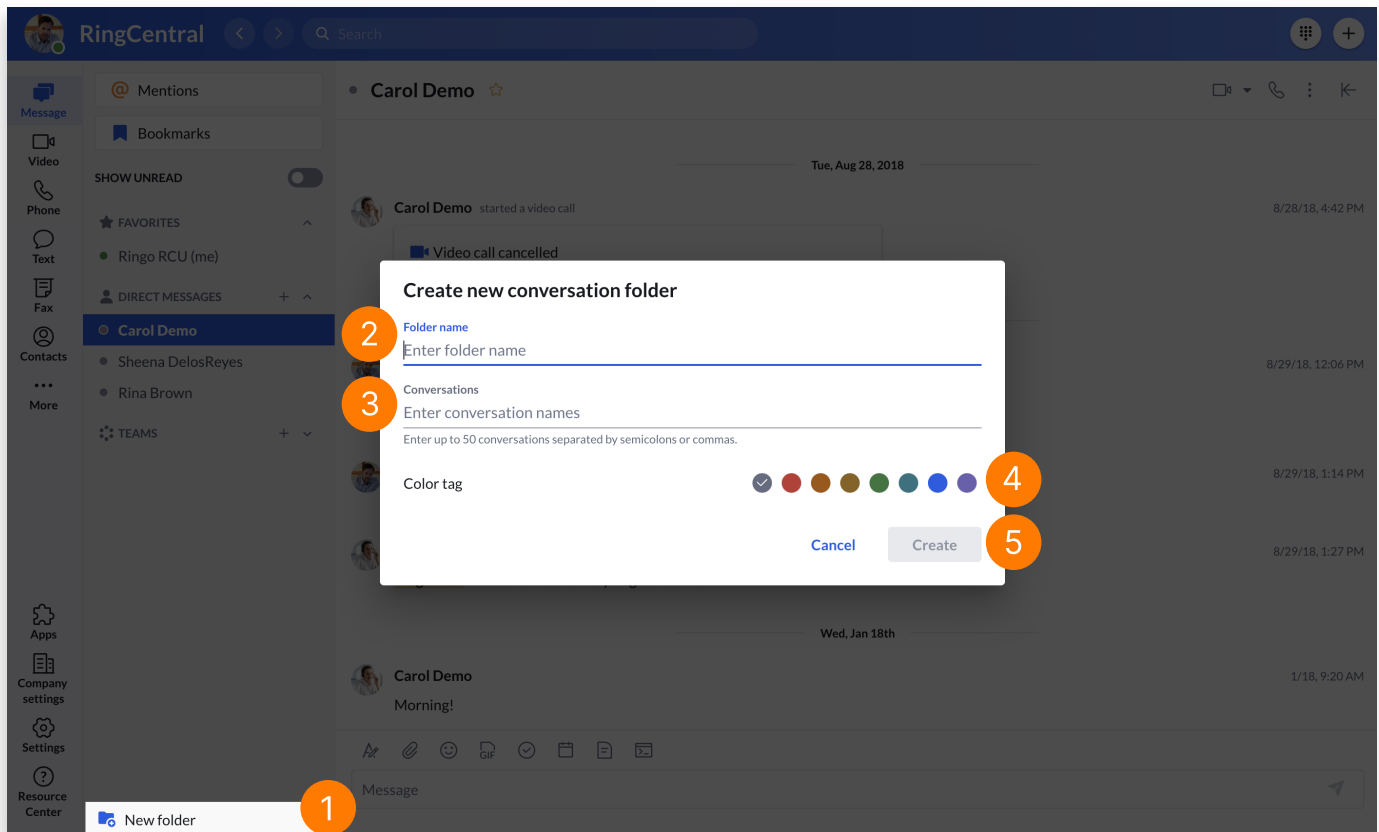 RingCentral
Search
Message
Video
Phone
Text
Fax
Contacts
More
Apps
Company
settings
Settings
Resource
Center
Mentions
Bookmarks
SHOW UNREAD
FAVORITES
Ringo RCU (me)
DIRECT MESSAGES
Carol Demo
Sheena DelosReyes
Rina Brown
TEAMS
New folder
1
Carol Demo
Tue, Aug 28, 2018
Carol Demo started a video call 8/28/18, 4:42 PM
Video call cancelled
Create new conversation folder
2
Folder name
Enter folder name
8/29/18, 12:06 PM
3
Conversations
Enter conversation names
Enter up to 50 conversations separated by semicolons or commas.
Color tag
4
8/29/18, 1:14 PM
Cancel
Create
5
8/29/18, 1:27 PM
Wed, Jan 18th
Carol Demo 1/18, 9:20 AM
Morning!
GIF
Message